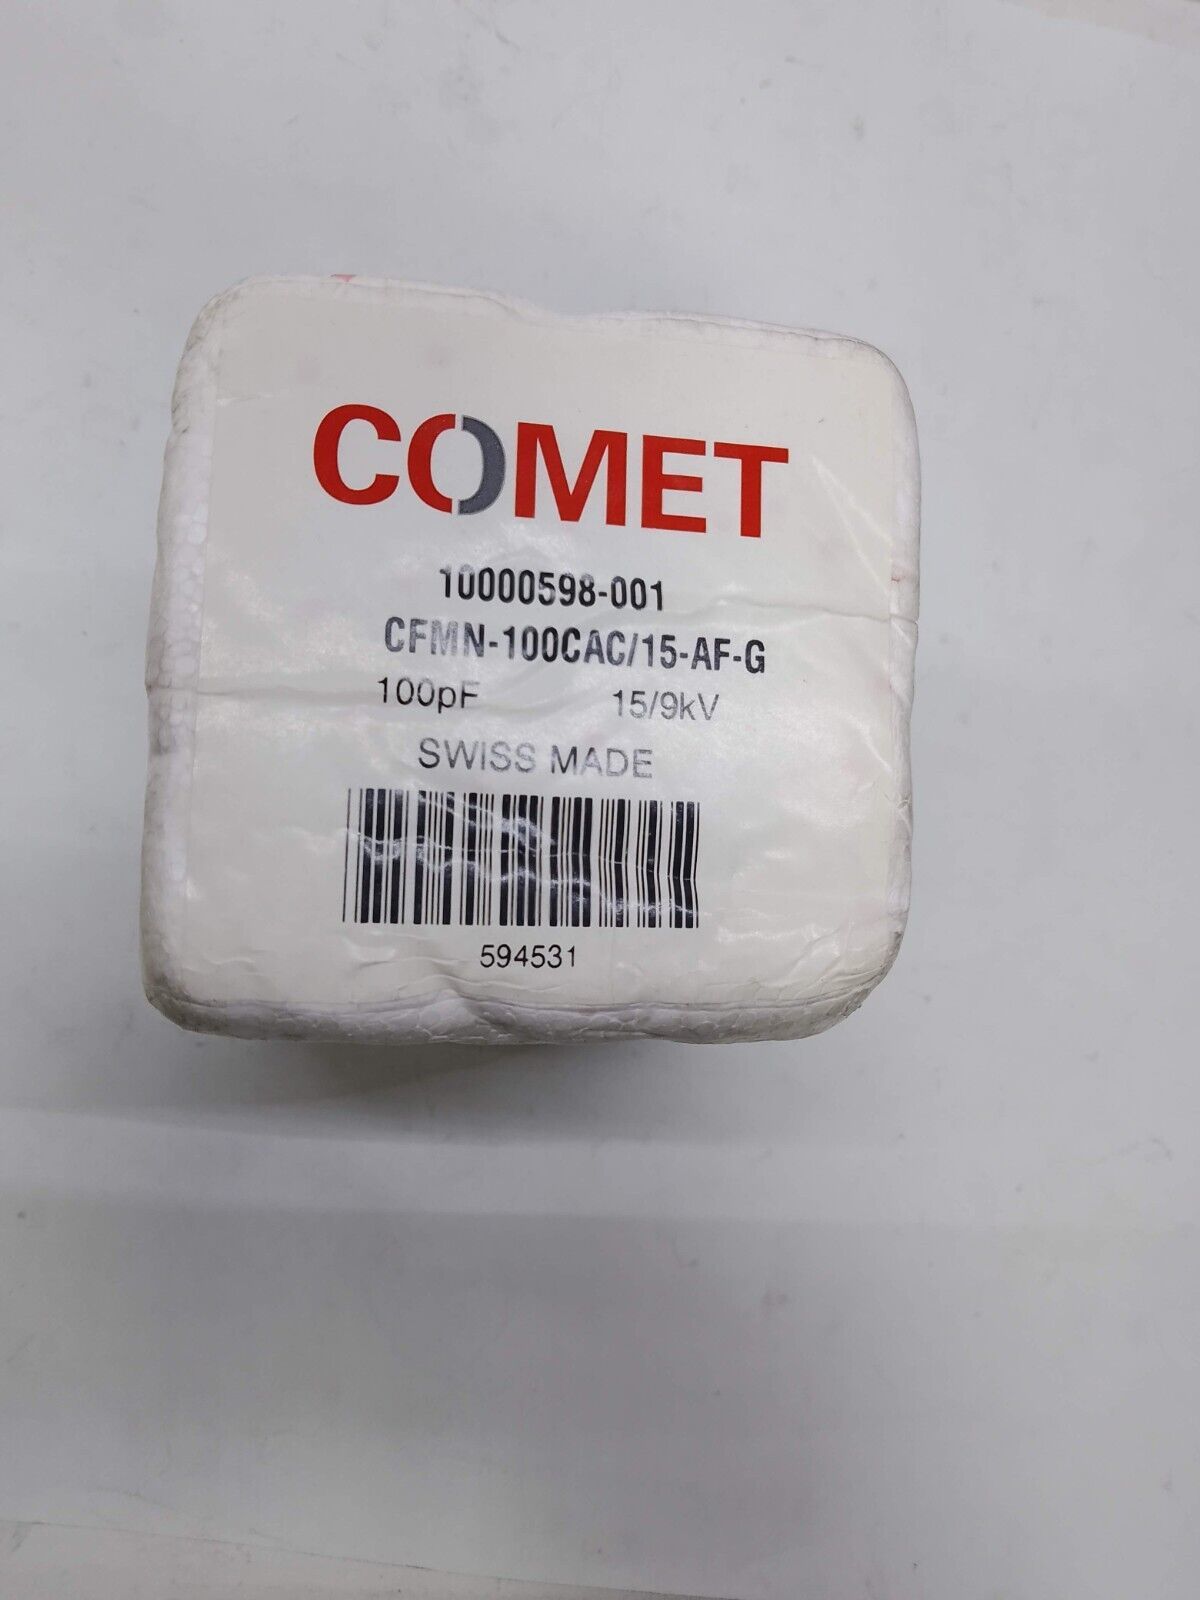 COMET
10000598-001
CFMN-100CAC/15-AF-G
100pF 15/9kV
SWISS MADE
594531